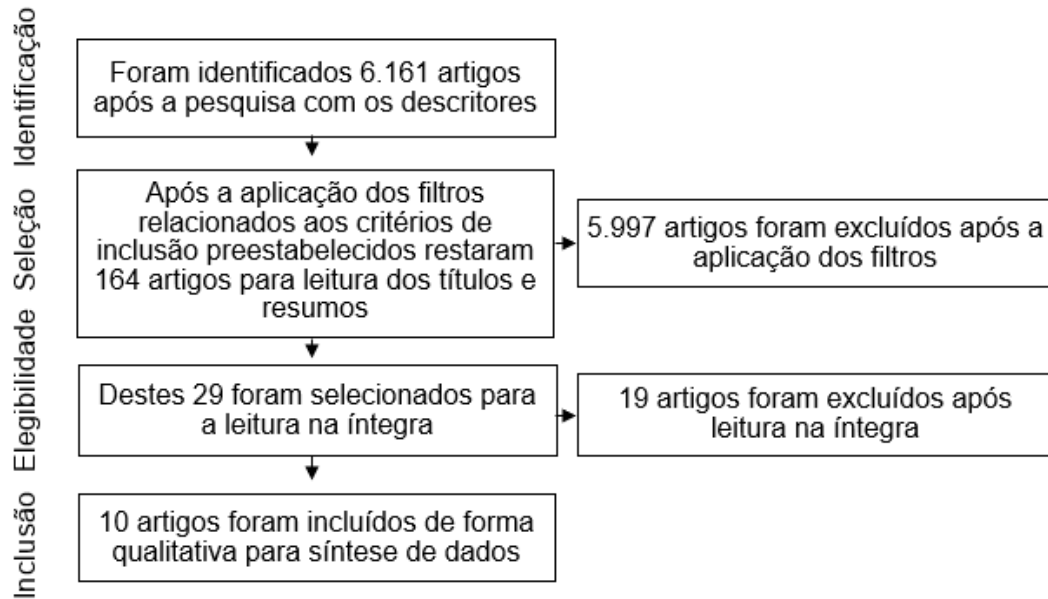 Identificação
Foram identificados 6.161 artigos
após a pesquisa com os descritores
Seleção
Após a aplicação dos filtros
relacionados aos critérios de
inclusão preestabelecidos restaram
164 artigos para leitura dos títulos e
resumos
5.997 artigos foram excluídos após a
aplicação dos filtros
Elegibilidade
Destes 29 foram selecionados para
a leitura na íntegra
19 artigos foram excluídos após
leitura na íntegra
Inclusão
10 artigos foram incluídos de forma
qualitativa para síntese de dados